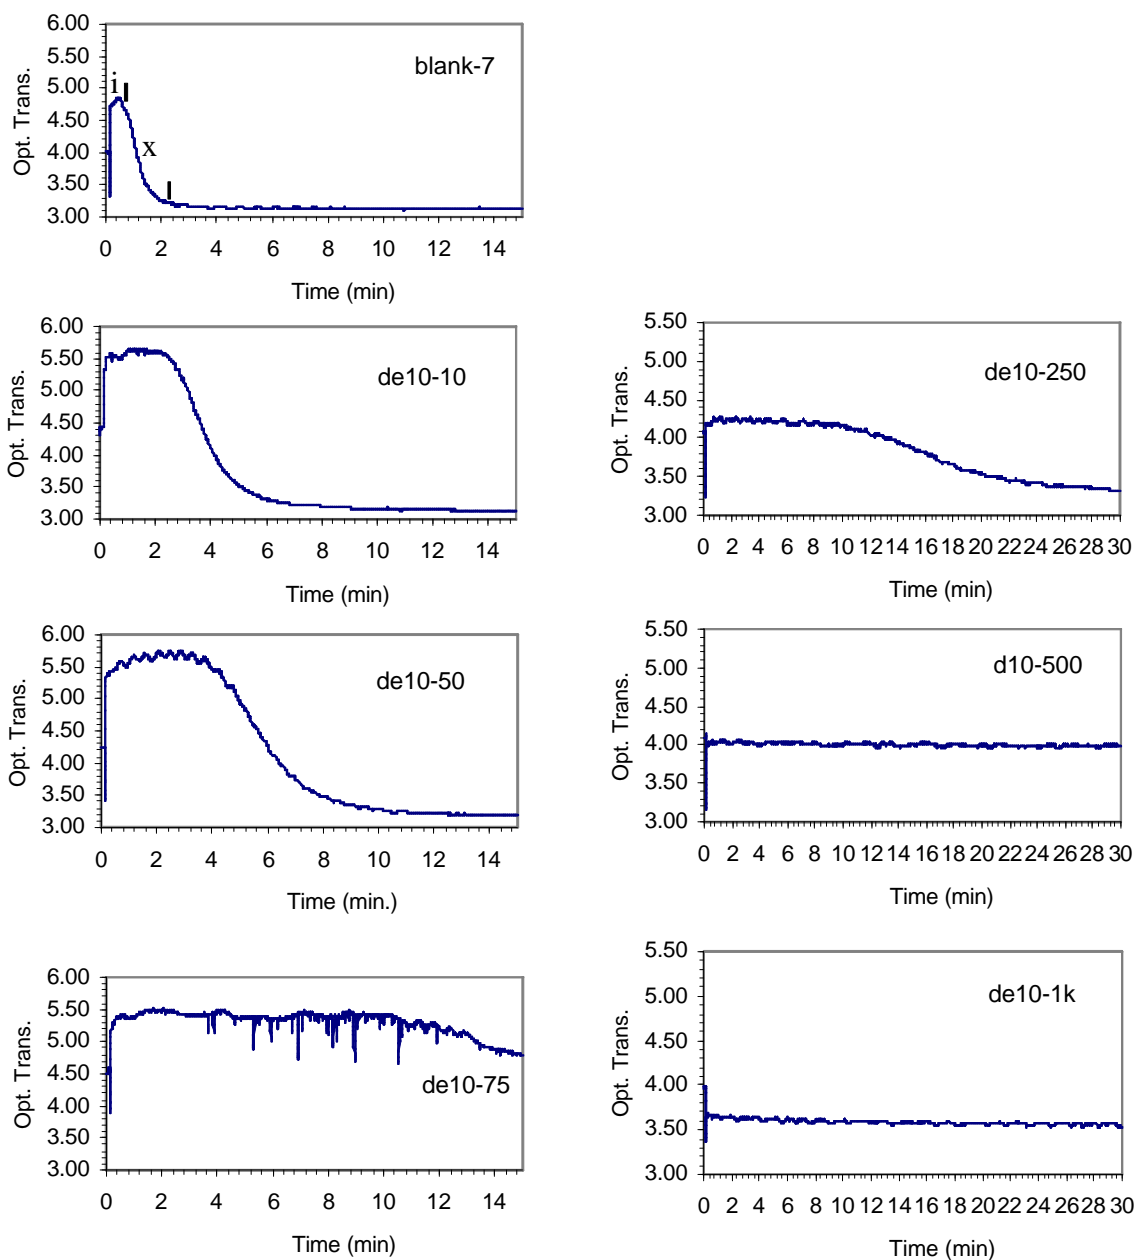 6.00
5.50
5.00
4.50
4.00
3.50
3.00
Opt. Trans.
blank-7
i
x
0 2 4 6 8 10 12 14
Time (min)
6.00
5.50
5.00
4.50
4.00
3.50
3.00
Opt. Trans.
de10-10
0 2 4 6 8 10 12 14
Time (min)
5.50
5.00
4.50
4.00
3.50
3.00
Opt. Trans.
de10-250
0 2 4 6 8 10 12 14 16 18 20 22 24 26 28 30
Time (min)
6.00
5.50
5.00
4.50
4.00
3.50
3.00
Opt. Trans.
de10-50
0 2 4 6 8 10 12 14
Time (min.)
5.50
5.00
4.50
4.00
3.50
3.00
Opt. Trans.
d10-500
0 2 4 6 8 10 12 14 16 18 20 22 24 26 28 30
Time (min)
6.00
5.50
5.00
4.50
4.00
3.50
3.00
Opt. Trans.
de10-75
0 2 4 6 8 10 12 14
Time (min)
5.50
5.00
4.50
4.00
3.50
3.00
Opt. Trans.
de10-1k
0 2 4 6 8 10 12 14 16 18 20 22 24 26 28 30
Time (min)